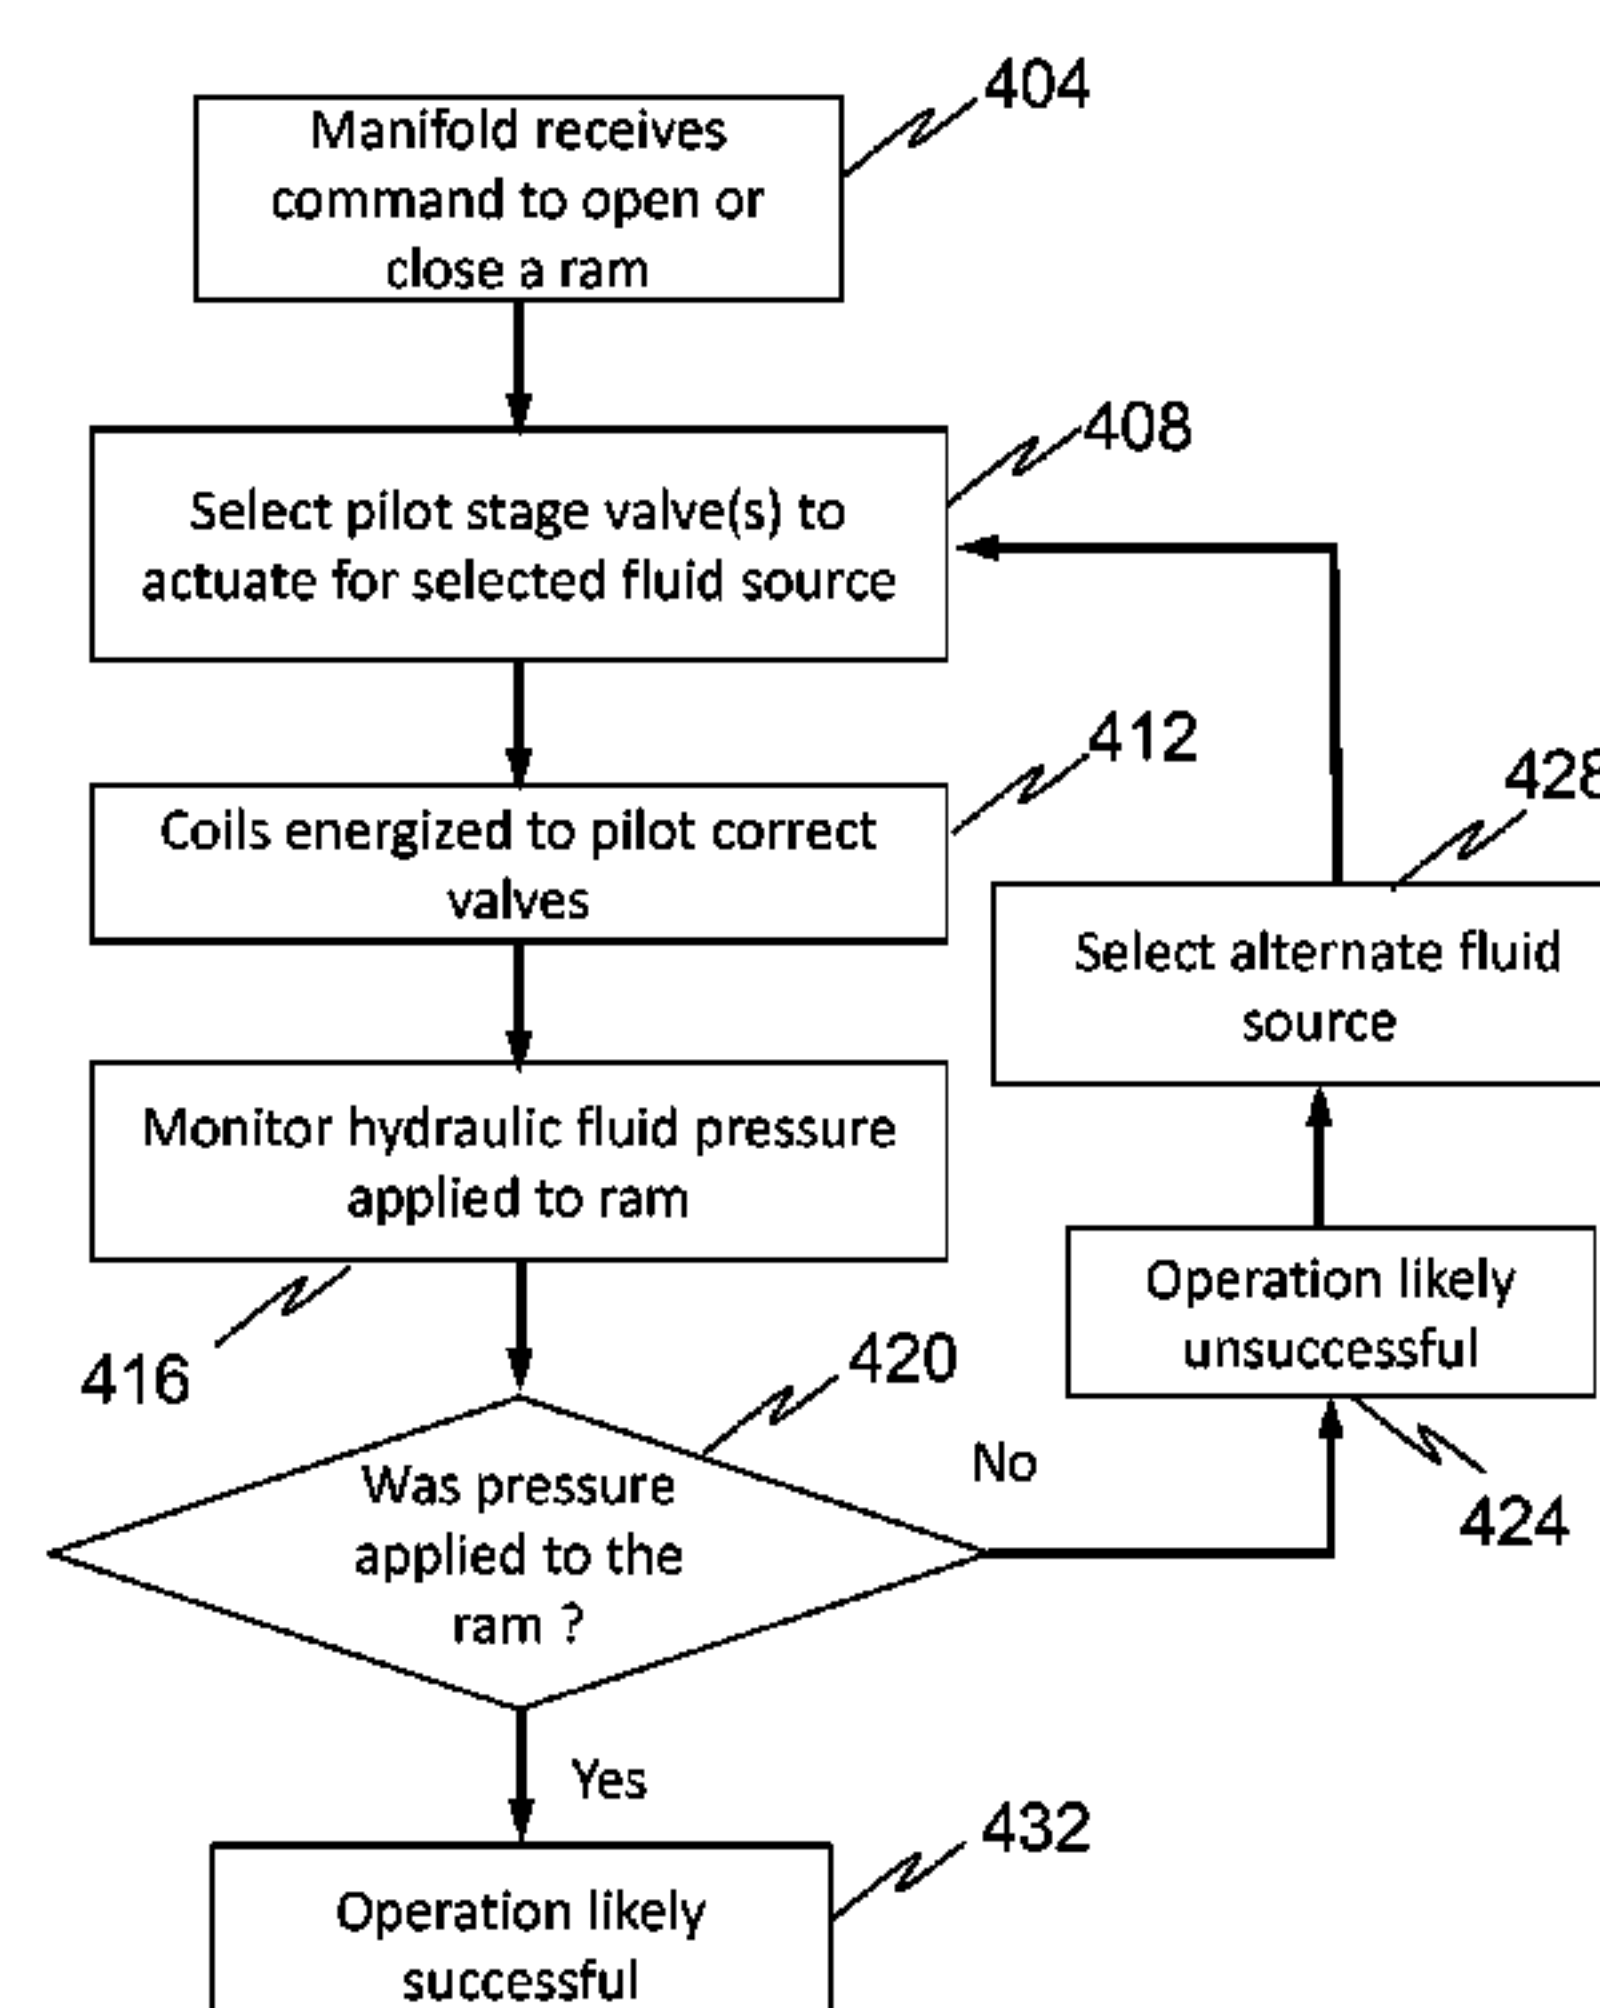 404
Manifold receives
command to open or
close a ram
408
Select pilot stage valve(s) to
actuate for selected fluid source
412
Coils energized to pilot correct
valves
428
Select alternate fluid
source
Monitor hydraulic fluid pressure
applied to ram
416
Operation likely
unsuccessful
420
424
No
Was pressure
applied to the
ram ?
Yes
432
Operation likely
successful